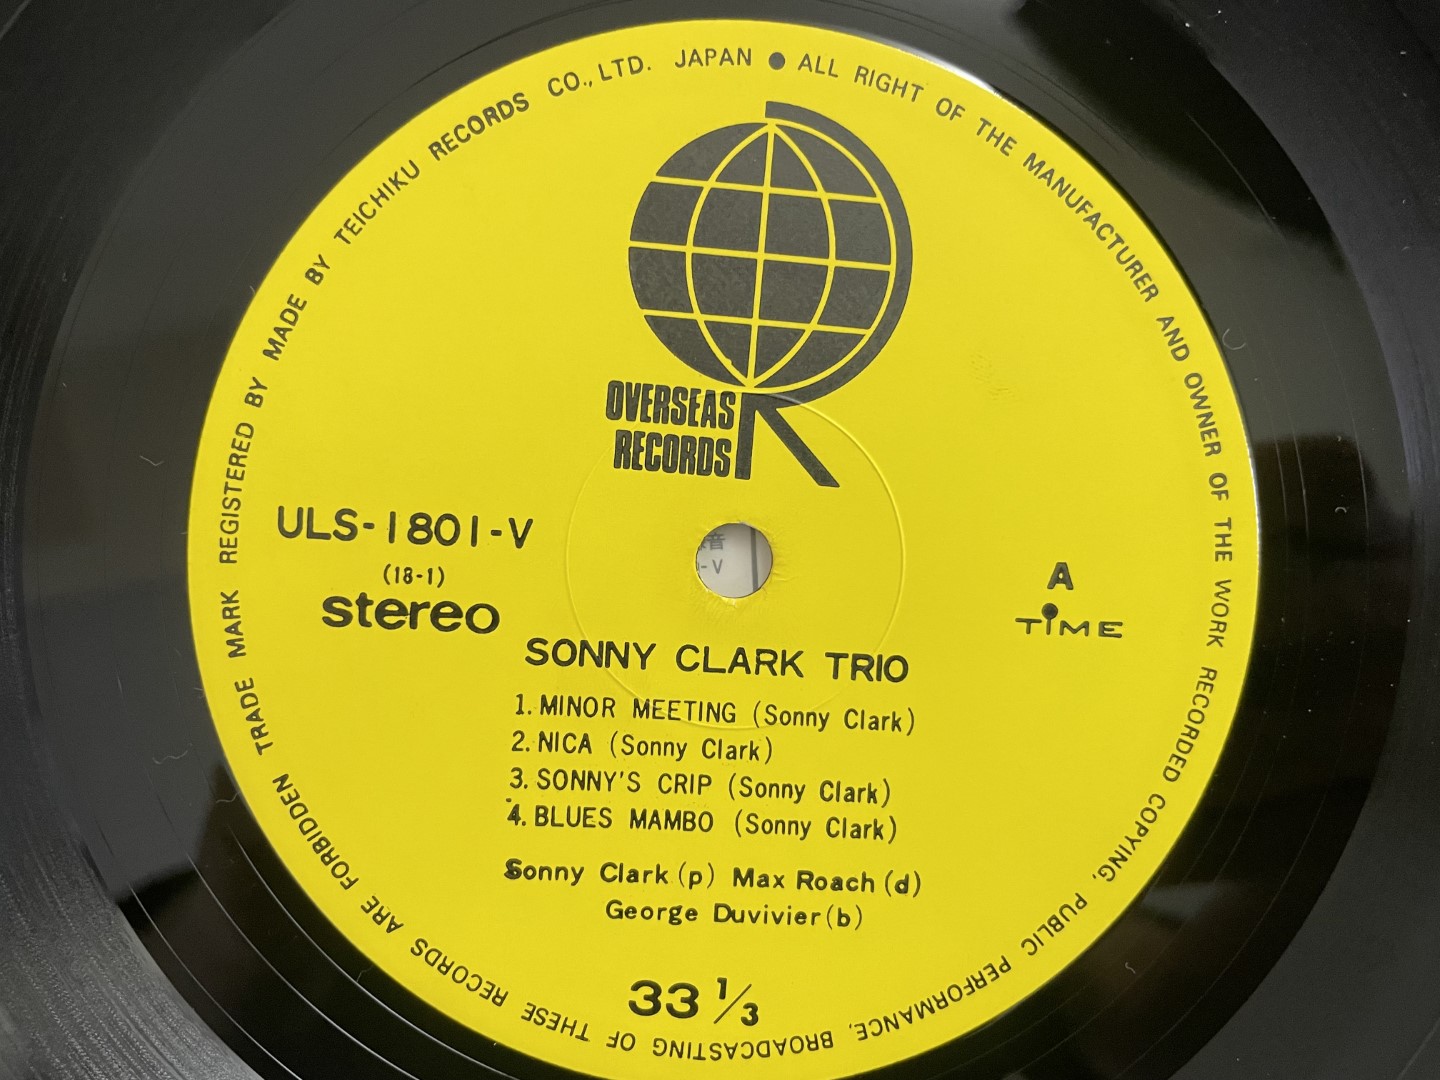 TRADE MARK REGISTERED BY MADE BY TEICHIKU RECORDS CO., LTD. JAPAN ● ALL RIGHT OF THE MANUFACTURER AND OWNER OF THE WORK RECORDED COPYING, PUBLIC PERFORMANCE, BROADCASTING OF THESE RECORDS ARE FORBIDDEN
OVERSEAS
RECORDS
ULS-1801-V
(18-1)
stereo
音
- V
A
TIME
SONNY CLARK TRIO
1. MINOR MEETING (Sonny Clark)
2. NICA (Sonny Clark)
3. SONNY'S CRIP (Sonny Clark)
4. BLUES MAMBO (Sonny Clark)
Sonny Clark (p) Max Roach (d)
George Duvivier (b)
33 1/3